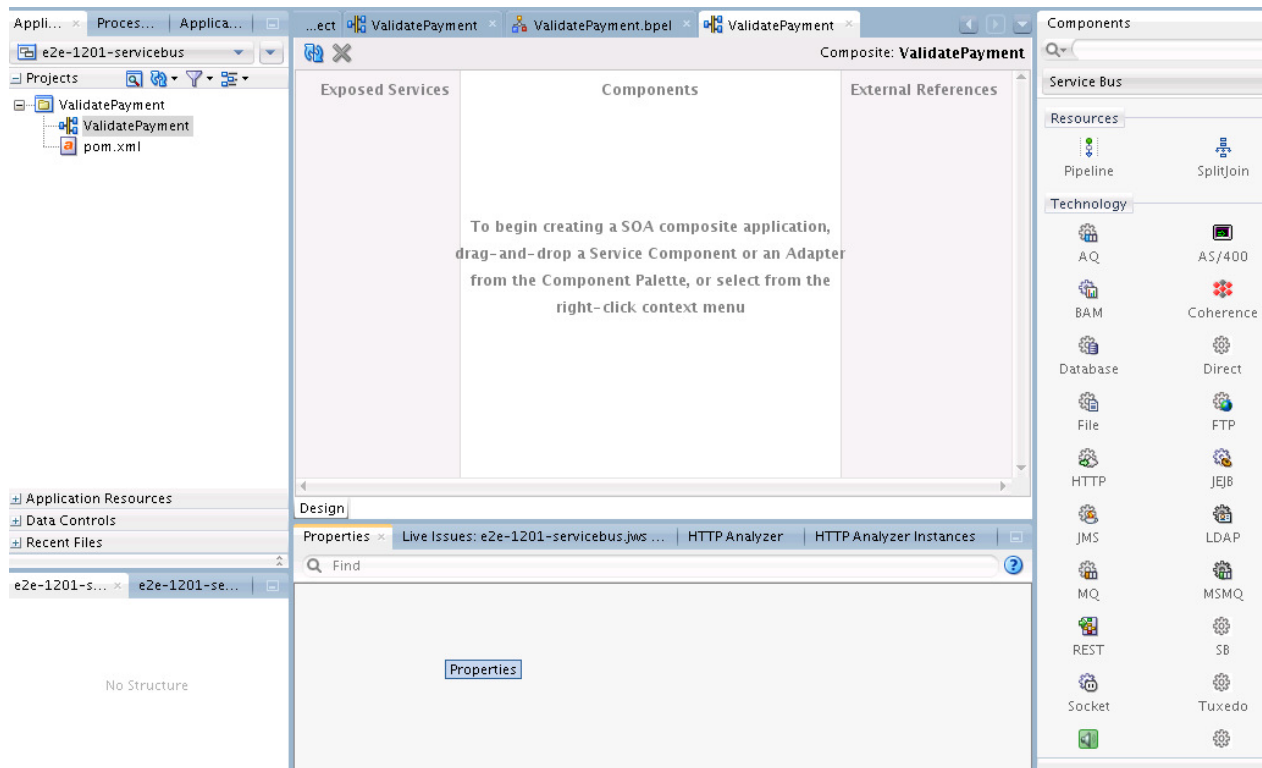 Appli... Proces... Applica...
e2e-1201-servicebus
Projects
ValidatePayment
ValidatePayment
pom.xml
Application Resources
Data Controls
Recent Files
e2e-1201-s... e2e-1201-se...
No Structure
...ect ValidatePayment ValidatePayment.bpel ValidatePayment
Composite: ValidatePayment
Exposed Services Components External References
To begin creating a SOA composite application,
drag-and-drop a Service Component or an Adapter
from the Component Palette, or select from the
right-click context menu
Design
Properties Live Issues: e2e-1201-servicebus.jws ... HTTP Analyzer HTTP Analyzer Instances
Find
Properties
Components
Service Bus
Resources
Pipeline SplitJoin
Technology
AQ AS/400
BAM Coherence
Database Direct
File FTP
HTTP JEJB
JMS LDAP
MQ MSMQ
REST SB
Socket Tuxedo